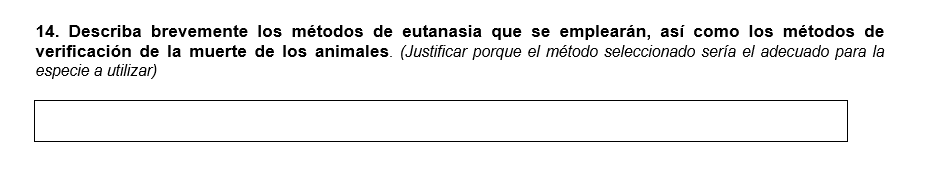 14. Describa brevemente los métodos de eutanasia que se emplearán, así como los métodos de
verificación de la muerte de los animales. (Justificar porque el método seleccionado sería el adecuado para la
especie a utilizar)